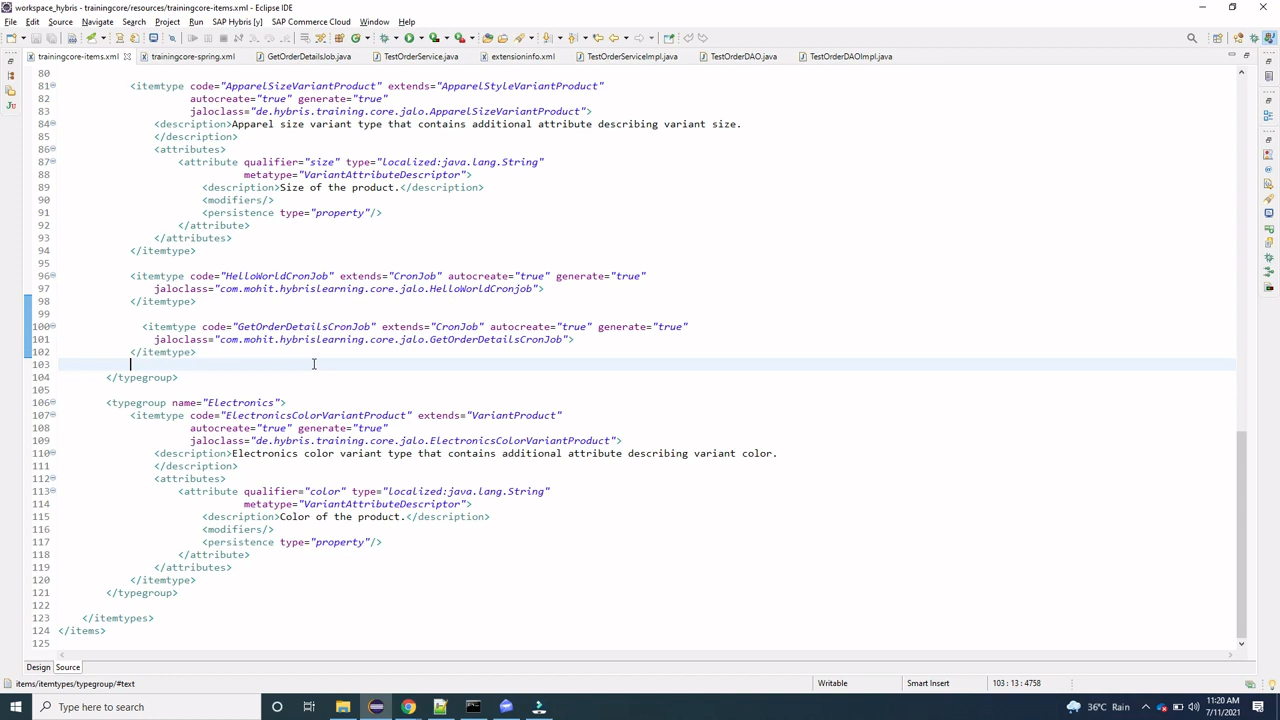 workspace_hybris - trainingcore/resources/trainingcore-items.xml - Eclipse IDE
File Edit Source Navigate Search Project Run SAP Hybris [y] SAP Commerce Cloud Window Help
trainingcore-items.xml trainingcore-spring.xml GetOrderDetailsJob.java TestOrderService.java extensioninfo.xml TestOrderServiceImpl.java TestOrderDAO.java TestOrderDAOImpl.java
80
81 <itemtype code="ApparelSizeVariantProduct" extends="ApparelStyleVariantProduct"
82 autocreate="true" generate="true"
83 jaloclass="de.hybris.training.core.jalo.ApparelSizeVariantProduct">
84 <description>Apparel size variant type that contains additional attribute describing variant size.
85 </description>
86 <attributes>
87 <attribute qualifier="size" type="localized:java.lang.String"
88 metatype="VariantAttributeDescriptor">
89 <description>Size of the product.</description>
90 <modifiers/>
91 <persistence type="property"/>
92 </attribute>
93 </attributes>
94 </itemtype>
95
96 <itemtype code="HelloWorldCronJob" extends="CronJob" autocreate="true" generate="true"
97 jaloclass="com.mohit.hybrislearning.core.jalo.HelloWorldCronjob">
98 </itemtype>
99
100 <itemtype code="GetOrderDetailsCronJob" extends="CronJob" autocreate="true" generate="true"
101 jaloclass="com.mohit.hybrislearning.core.jalo.GetOrderDetailsCronJob">
102 </itemtype>
103
104 </typegroup>
105
106 <typegroup name="Electronics">
107 <itemtype code="ElectronicsColorVariantProduct" extends="VariantProduct"
108 autocreate="true" generate="true"
109 jaloclass="de.hybris.training.core.jalo.ElectronicsColorVariantProduct">
110 <description>Electronics color variant type that contains additional attribute describing variant color.
111 </description>
112 <attributes>
113 <attribute qualifier="color" type="localized:java.lang.String"
114 metatype="VariantAttributeDescriptor">
115 <description>Color of the product.</description>
116 <modifiers/>
117 <persistence type="property"/>
118 </attribute>
119 </attributes>
120 </itemtype>
121 </typegroup>
122
123 </itemtypes>
124 </items>
125
Design Source
items/itemtypes/typegroup/#text Writable Smart Insert 103 : 13 : 4758
Type here to search 36°C Rain 11:20 AM
7/11/2021